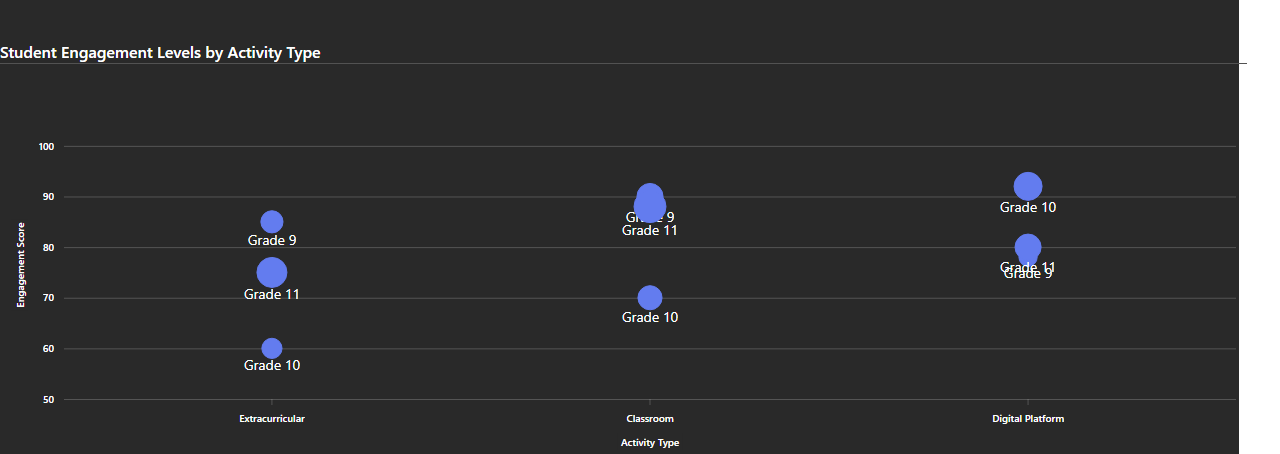 Student Engagement Levels by Activity Type
100
90
80
70
60
50
Engagement Score
Grade 9
Grade 11
Grade 10
Grade 9
Grade 11
Grade 10
Grade 10
Grade 11
Grade 9
Extracurricular
Classroom
Digital Platform
Activity Type